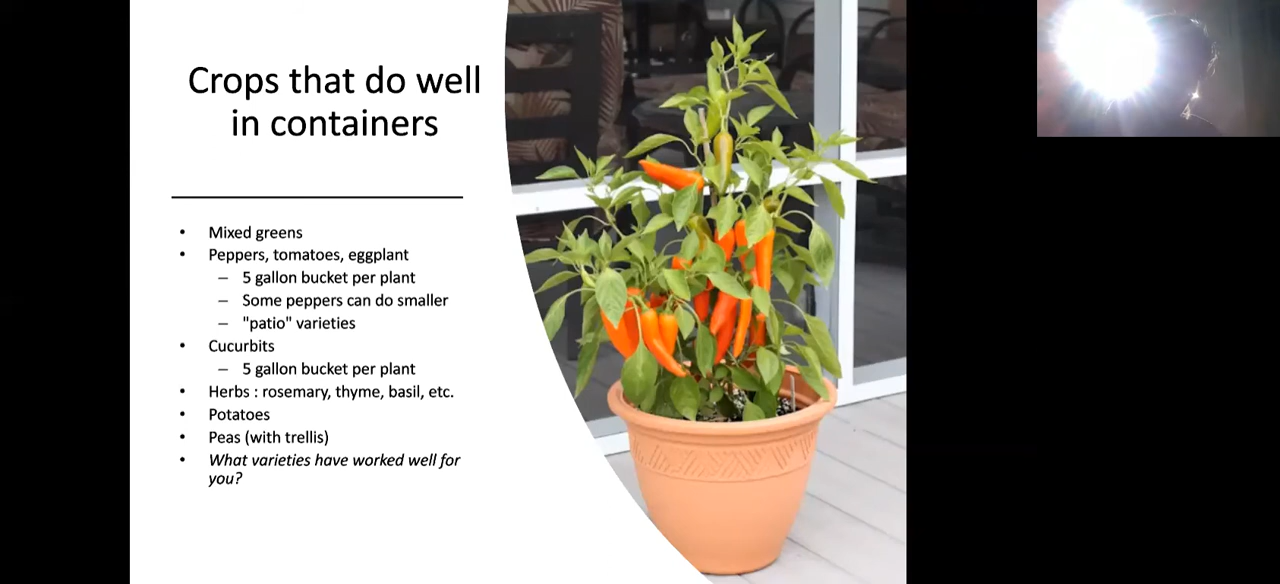 Crops that do well
in containers
• Mixed greens
• Peppers, tomatoes, eggplant
– 5 gallon bucket per plant
– Some peppers can do smaller
– "patio" varieties
• Cucurbits
– 5 gallon bucket per plant
• Herbs : rosemary, thyme, basil, etc.
• Potatoes
• Peas (with trellis)
• What varieties have worked well for
you?